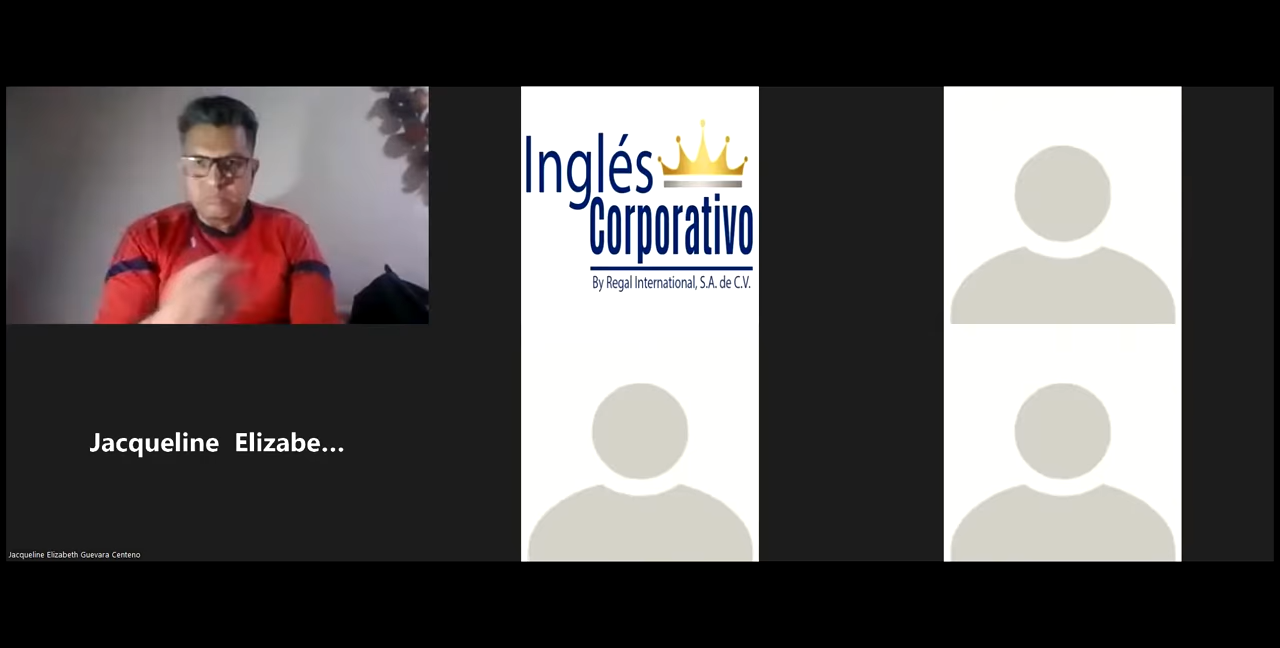 Inglés
Corporativo
By Regal International, S.A. de C.V.
Jacqueline Elizabe...
Jacqueline Elizabeth Guevara Centeno